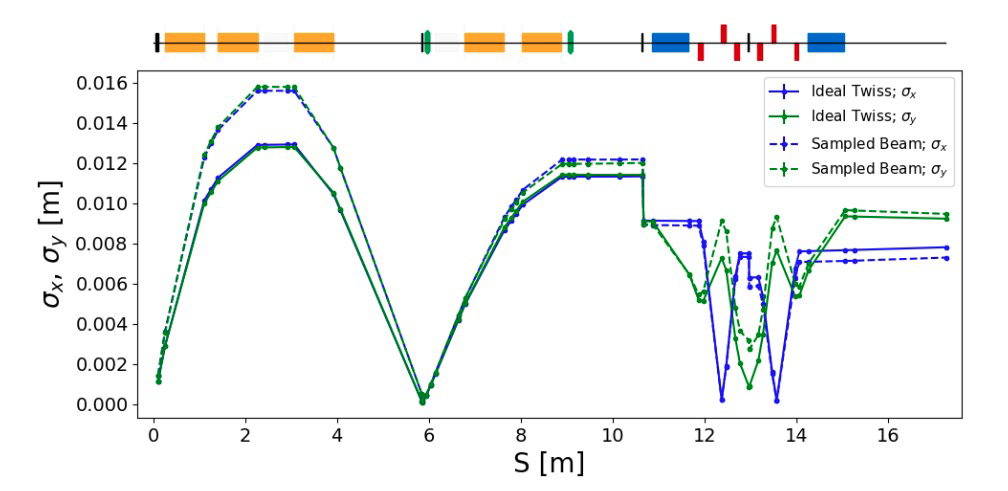 0.016
0.014
0.012
0.010
0.008
0.006
0.004
0.002
0.000
σx, σy [m]
Ideal Twiss; σx
Ideal Twiss; σy
Sampled Beam; σx
Sampled Beam; σy
0 2 4 6 8 10 12 14 16
S [m]